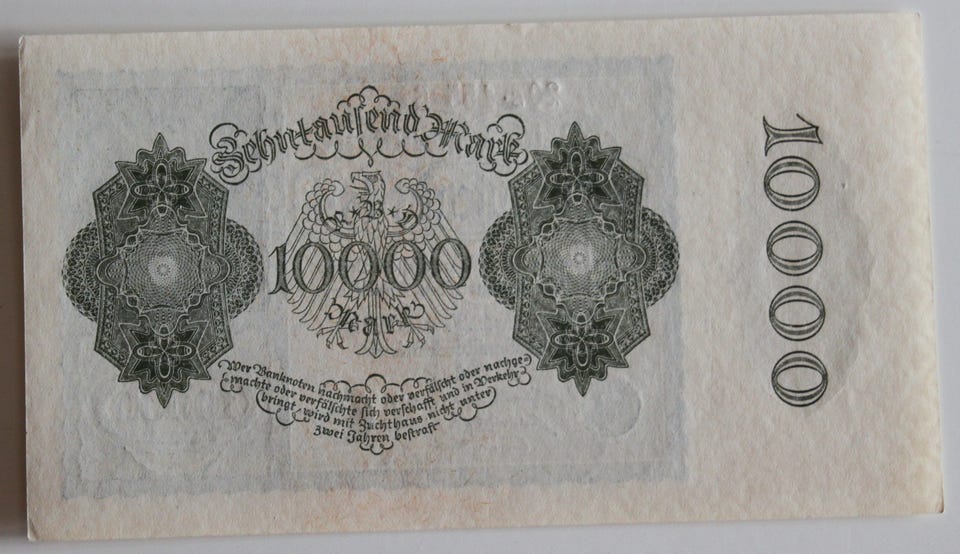 Zehntausend Mark
10000
Mark
Wer Banknoten nachmacht oder verfälscht oder nachge=
machte oder verfälschte sich verschafft und in Verkehr
bringt wird mit Zuchthaus nicht unter
zwei Jahren bestraft
10000